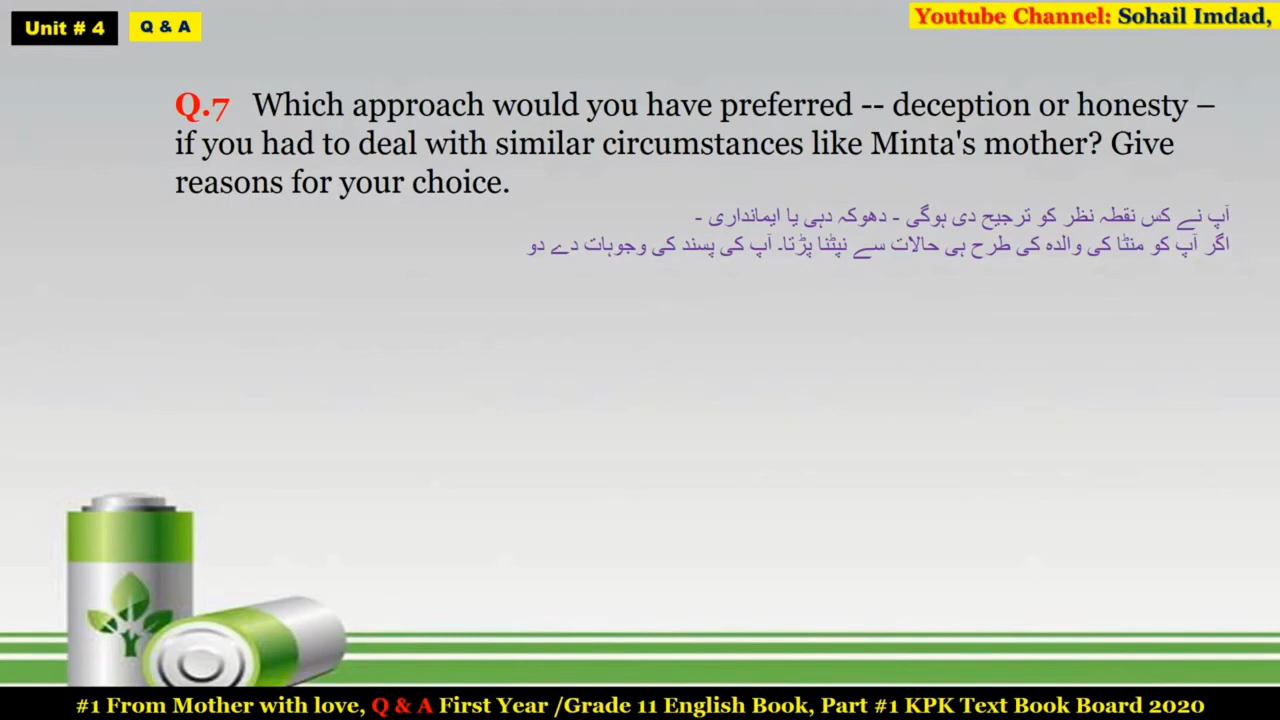 Unit # 4
Q & A
Youtube Channel: Sohail Imdad,
Q.7 Which approach would you have preferred -- deception or honesty –
if you had to deal with similar circumstances like Minta's mother? Give
reasons for your choice.
آپ نے کس نقطہ نظر کو ترجیح دی ہوگی - دھوکہ دہی یا ایمانداری -
اگر آپ کو منٹا کی والدہ کی طرح ہی حالات سے نپٹنا پڑتا۔ آپ کی پسند کی وجوہات دے دو
#1 From Mother with love, Q & A First Year /Grade 11 English Book, Part #1 KPK Text Book Board 2020